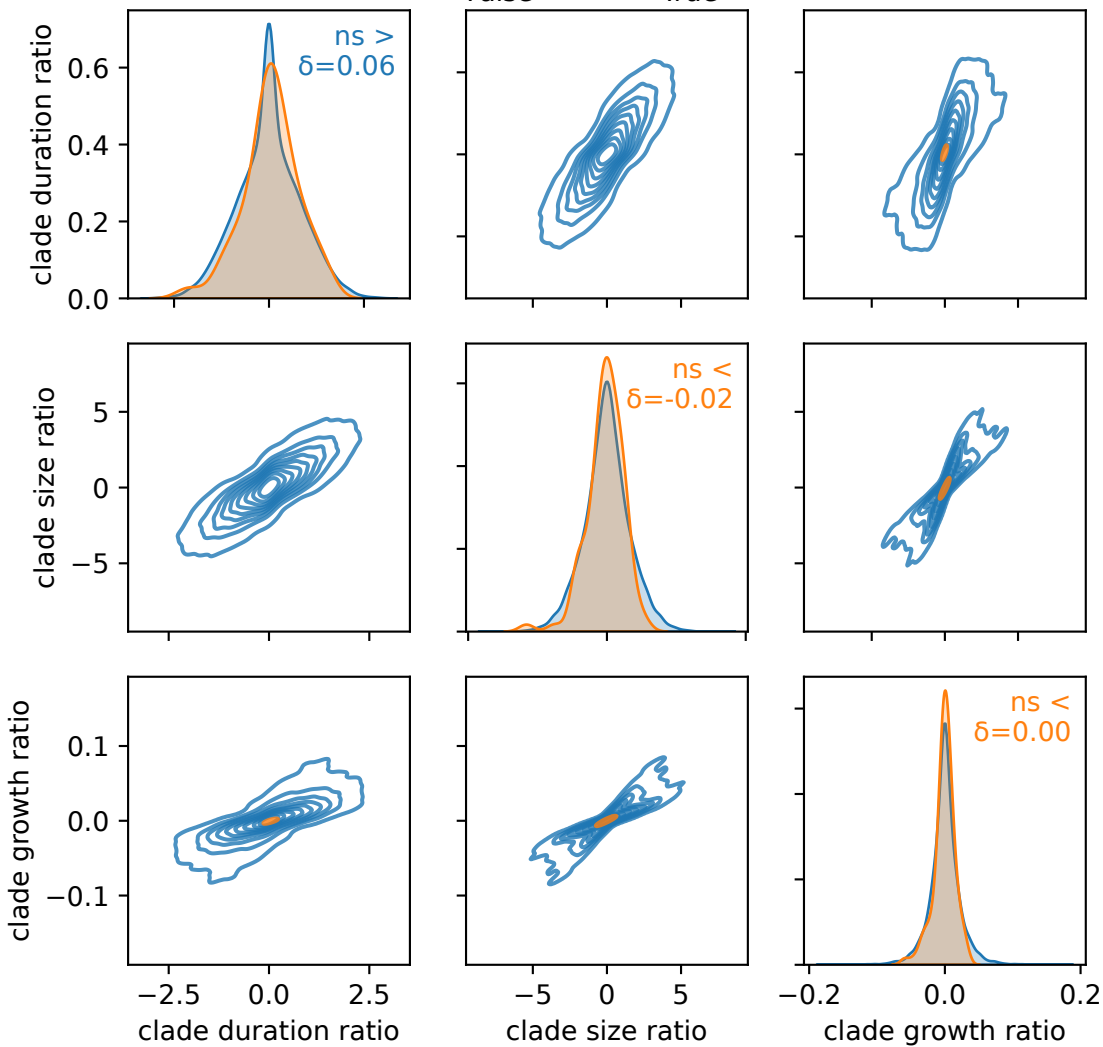 clade duration ratio
0.6
0.4
0.2
0.0
ns >
δ=0.06
clade size ratio
5
0
−5
ns <
δ=-0.02
clade growth ratio
0.1
0.0
−0.1
ns <
δ=0.00
−2.5
0.0
2.5
−5
0
5
−0.2
0.0
0.2
clade duration ratio
clade size ratio
clade growth ratio